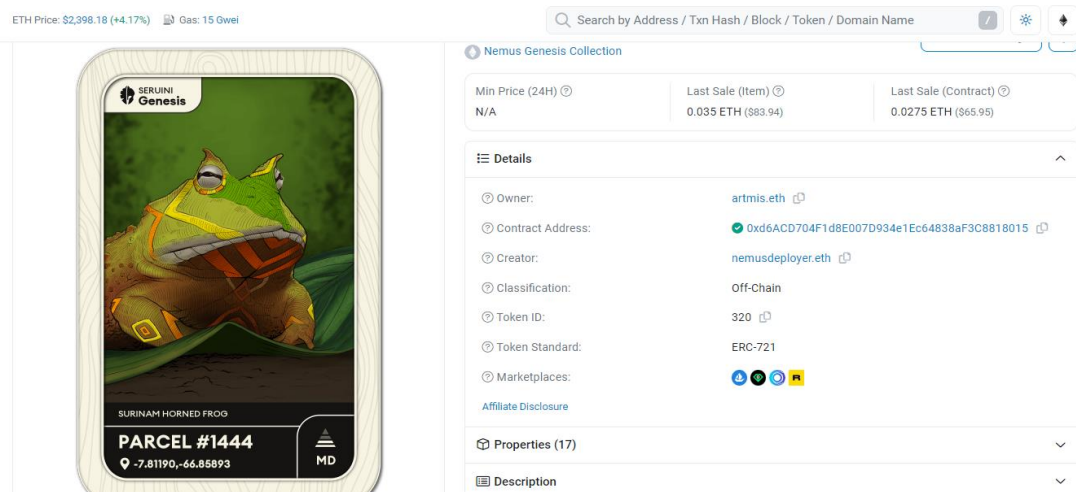 ETH Price: $2,398.18 (+4.17%) Gas: 15 Gwei
Search by Address / Txn Hash / Block / Token / Domain Name /
SERUINI
Genesis
SURINAM HORNED FROG
PARCEL #1444
-7.81190,-66.85893
MD
Nemus Genesis Collection
Min Price (24H)
N/A
Last Sale (Item)
0.035 ETH ($83.94)
Last Sale (Contract)
0.0275 ETH ($65.95)
Details
Owner: artmis.eth
Contract Address: 0xd6ACD704F1d8E007D934e1Ec64838aF3C8818015
Creator: nemusdeployer.eth
Classification: Off-Chain
Token ID: 320
Token Standard: ERC-721
Marketplaces:
Affiliate Disclosure
Properties (17)
Description